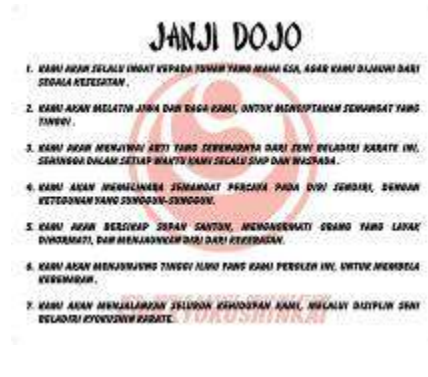 JANJI DOJO
1. KAMI AKAN SELALU INGAT KEPADA TUHAN YANG MAHA ESA, AGAR KAMI DIJAUHI DARI
SEGALA KESESATAN .
2. KAMI AKAN MELATIH JIWA DAN RAGA KAMI, UNTUK MENCIPTAKAN SEMANGAT YANG
TINGGI .
3. KAMI AKAN MENJIWAI ARTI YANG SEBENARNYA DARI SENI BELADIRI KARATE INI,
SEHINGGA DALAM SETIAP WAKTU KAMI SELALU SIAP DAN WASPADA .
4. KAMI AKAN MEMELIHARA SEMANGAT PERCAYA PADA DIRI SENDIRI, DENGAN
KETEGUHAN YANG SUNGGUH-SUNGGUH.
5. KAMI AKAN BERSIKAP SOPAN SANTUN, MENGHORMATI ORANG YANG LAYAK
DIHORMATI, DAN MENJAUHKAN DIRI DARI KEKERASAN.
6. KAMI AKAN MENJUNJUNG TINGGI ILMU YANG KAMI PEROLEH INI, UNTUK MEMBELA
KEBENARAN .
7. KAMI AKAN MENJALANKAN SELURUH KEHIDUPAN KAMI, MELALUI DISIPLIN SENI
BELADIRI KYOKUSHIN KARATE.
KYOKUSHINKAI